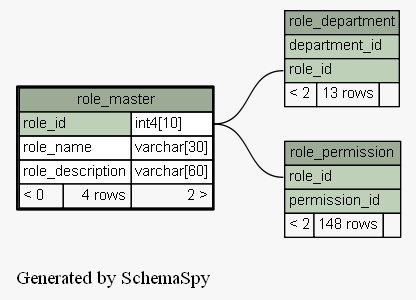 role_master
role_id int4[10]
role_name varchar[30]
role_description varchar[60]
< 0 4 rows 2 >
role_department
department_id
role_id
< 2 13 rows
role_permission
role_id
permission_id
< 2 148 rows
Generated by SchemaSpy